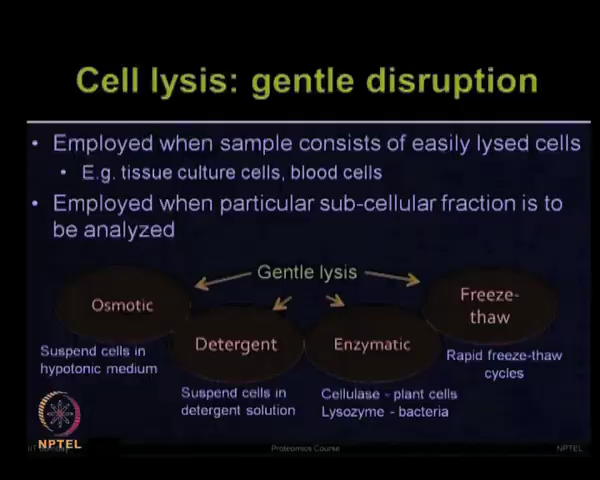 Cell lysis: gentle disruption
• Employed when sample consists of easily lysed cells
• E.g. tissue culture cells, blood cells
• Employed when particular sub-cellular fraction is to
be analyzed
Gentle lysis
Osmotic
Suspend cells in
hypotonic medium
Detergent
Suspend cells in
detergent solution
Enzymatic
Cellulase - plant cells
Lysozyme - bacteria
Freeze-
thaw
Rapid freeze-thaw
cycles
NPTEL
Proteomics Course
NPTEL